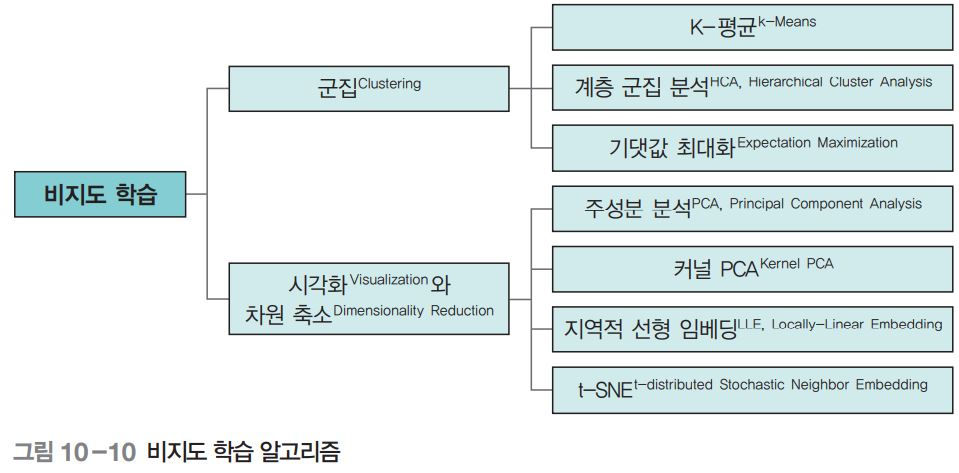 비지도 학습
군집Clustering
K-평균k-Means
계층 군집 분석HCA, Hierarchical Cluster Analysis
기댓값 최대화Expectation Maximization
시각화Visualization와
차원 축소Dimensionality Reduction
주성분 분석PCA, Principal Component Analysis
커널 PCAKernel PCA
지역적 선형 임베딩LLE, Locally-Linear Embedding
t-SNEt-distributed Stochastic Neighbor Embedding
그림 10-10 비지도 학습 알고리즘